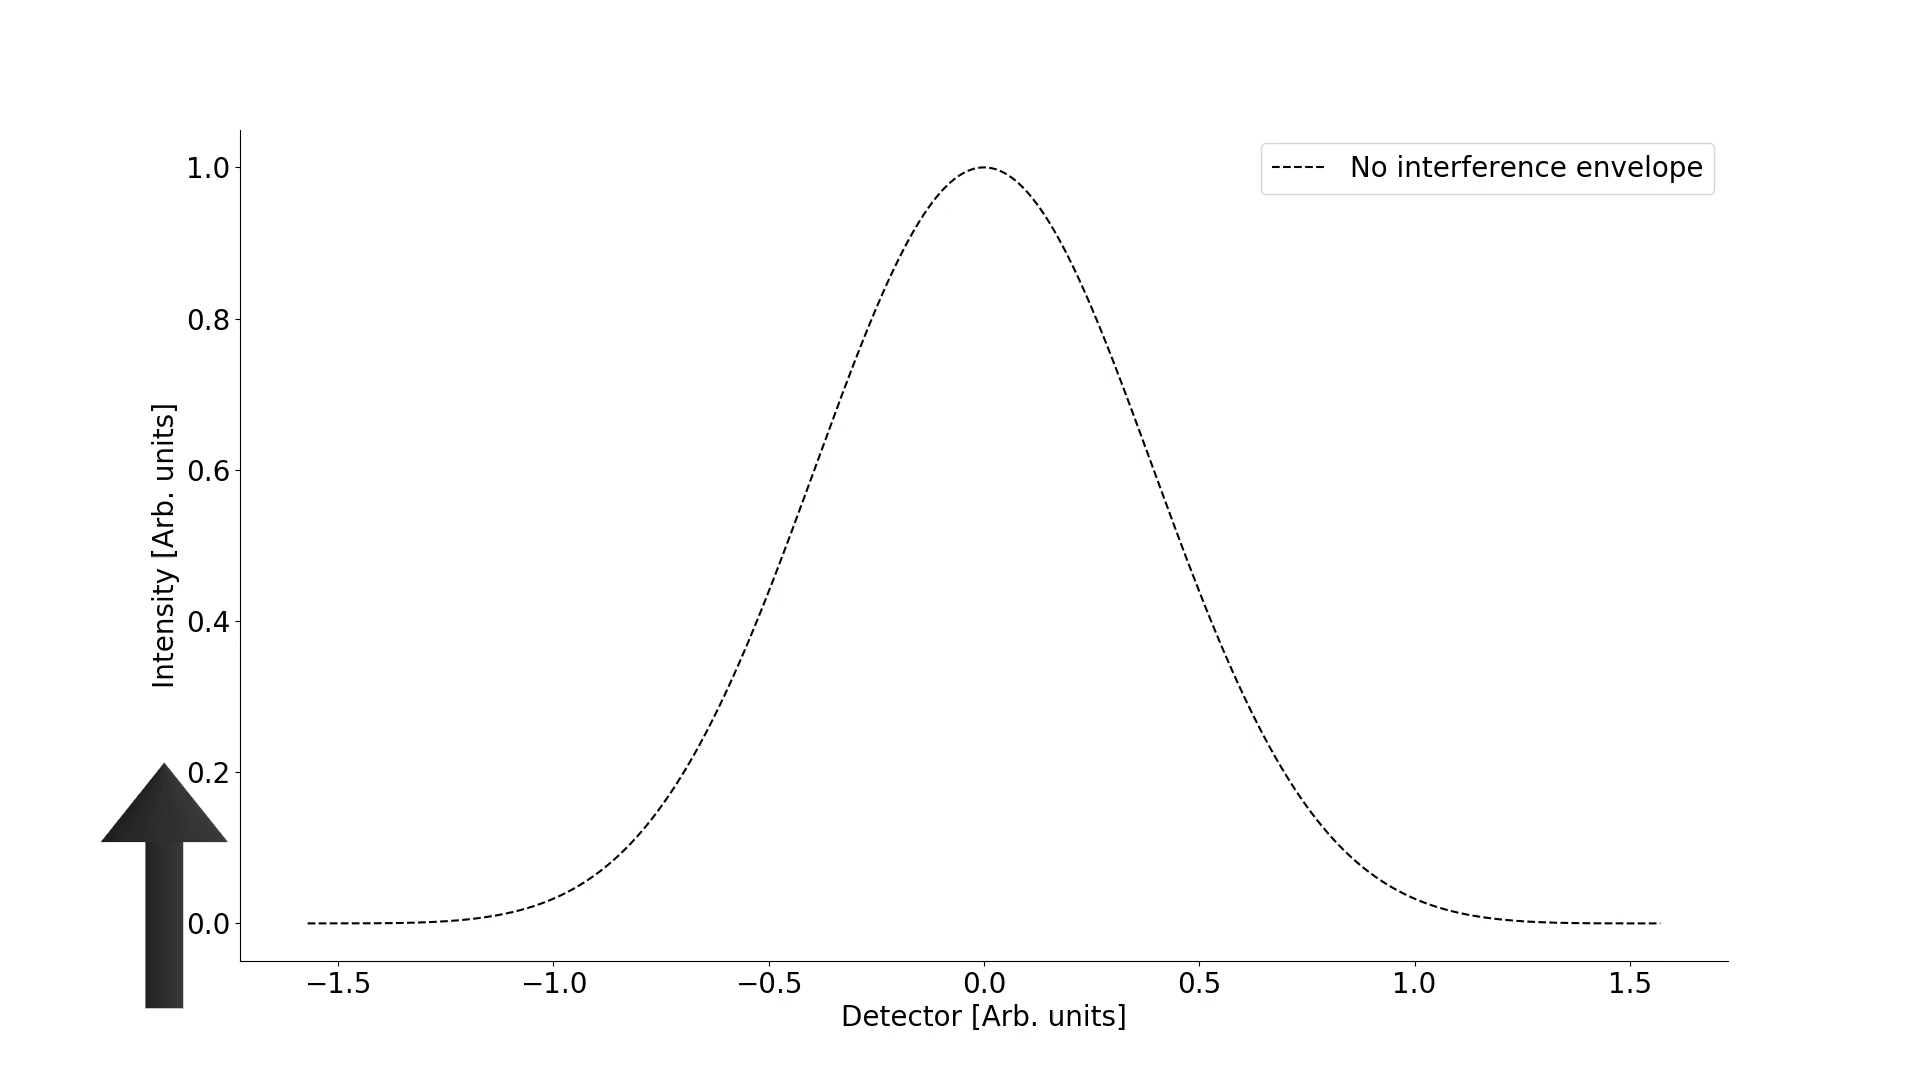 No interference envelope
Intensity [Arb. units]
1.0
0.8
0.6
0.4
0.2
0.0
−1.5 −1.0 −0.5 0.0 0.5 1.0 1.5
Detector [Arb. units]